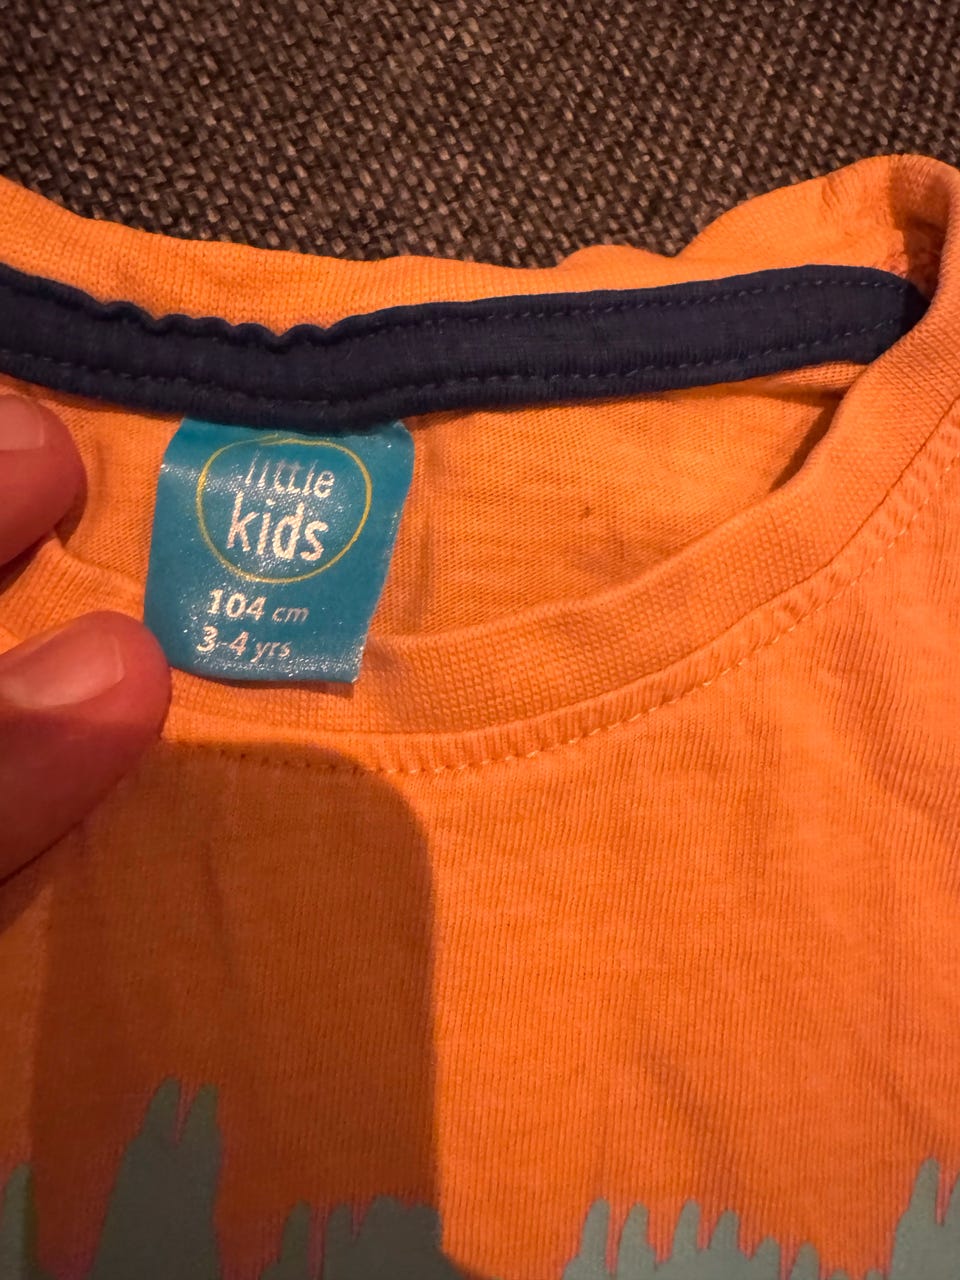 little
kids
104 cm
3-4 yrs